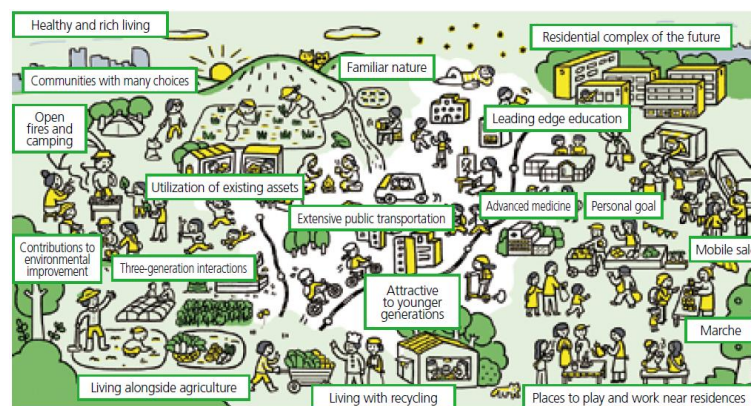 Healthy and rich living
Residential complex of the future
Familiar nature
Communities with many choices
Open
fires and
camping
Leading edge education
Utilization of existing assets
Extensive public transportation
Advanced medicine
Personal goal
Contributions to
environmental
improvement
Three-generation interactions
Mobile sal
Attractive
to younger
generations
Marche
Living alongside agriculture
Living with recycling
Places to play and work near residences